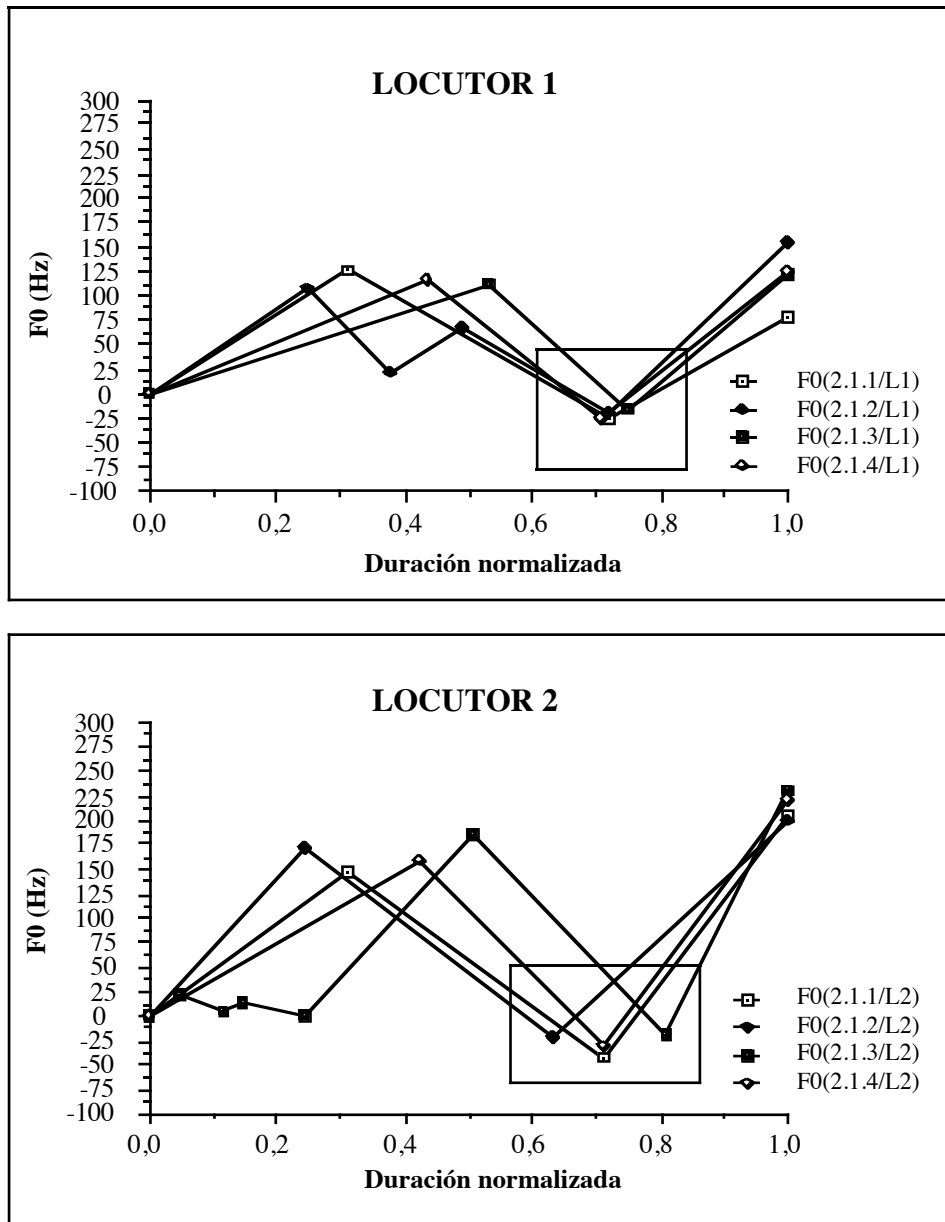 LOCUTOR 1
300
275
250
225
200
175
150
125
100
75
50
25
0
-25
-50
-75
-100
F0 (Hz)
F0(2.1.1/L1)
F0(2.1.2/L1)
F0(2.1.3/L1)
F0(2.1.4/L1)
0,0 0,2 0,4 0,6 0,8 1,0
Duración normalizada
LOCUTOR 2
300
275
250
225
200
175
150
125
100
75
50
25
0
-25
-50
-75
-100
F0 (Hz)
F0(2.1.1/L2)
F0(2.1.2/L2)
F0(2.1.3/L2)
F0(2.1.4/L2)
0,0 0,2 0,4 0,6 0,8 1,0
Duración normalizada